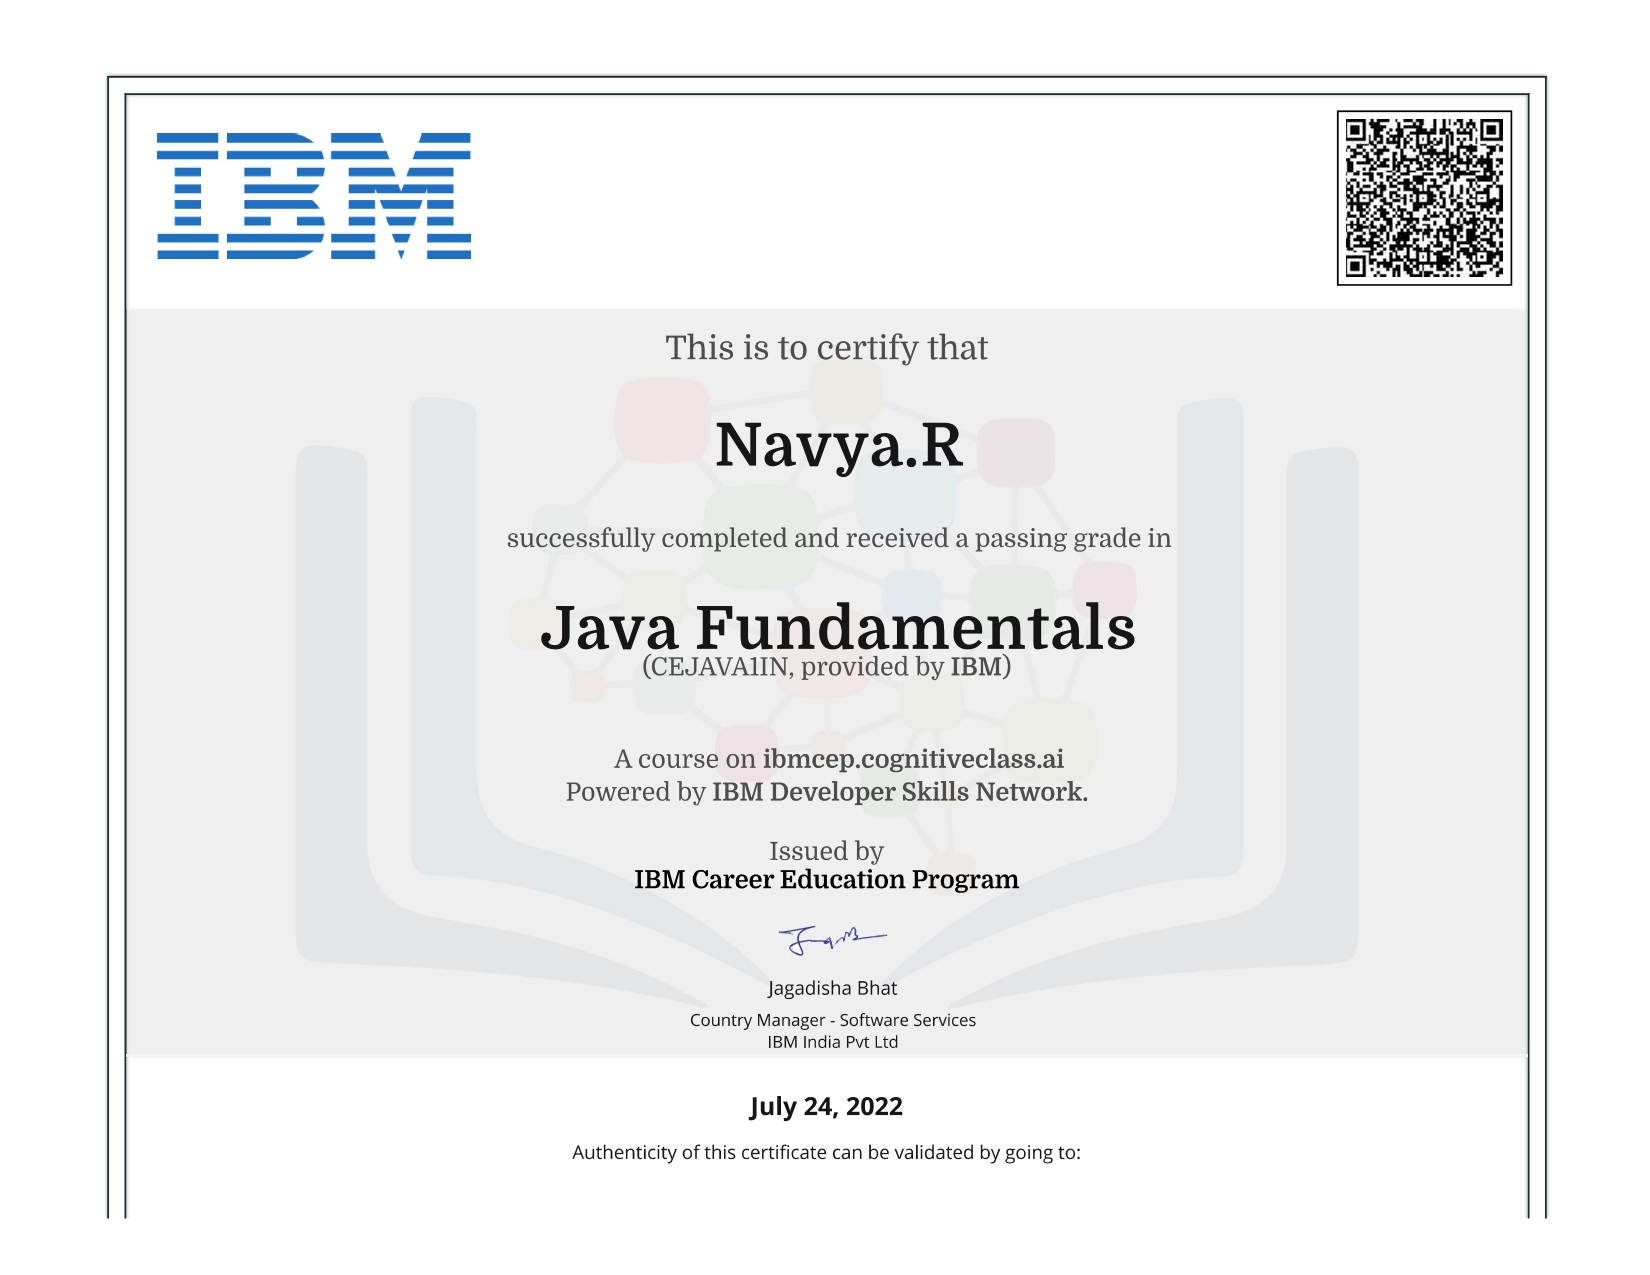 IBM
This is to certify that
Navya.R
successfully completed and received a passing grade in
Java Fundamentals
(CEJAVA1IN, provided by IBM)
A course on ibmcep.cognitiveclass.ai
Powered by IBM Developer Skills Network.
Issued by
IBM Career Education Program
Jagadisha Bhat
Country Manager - Software Services
IBM India Pvt Ltd
July 24, 2022
Authenticity of this certificate can be validated by going to: